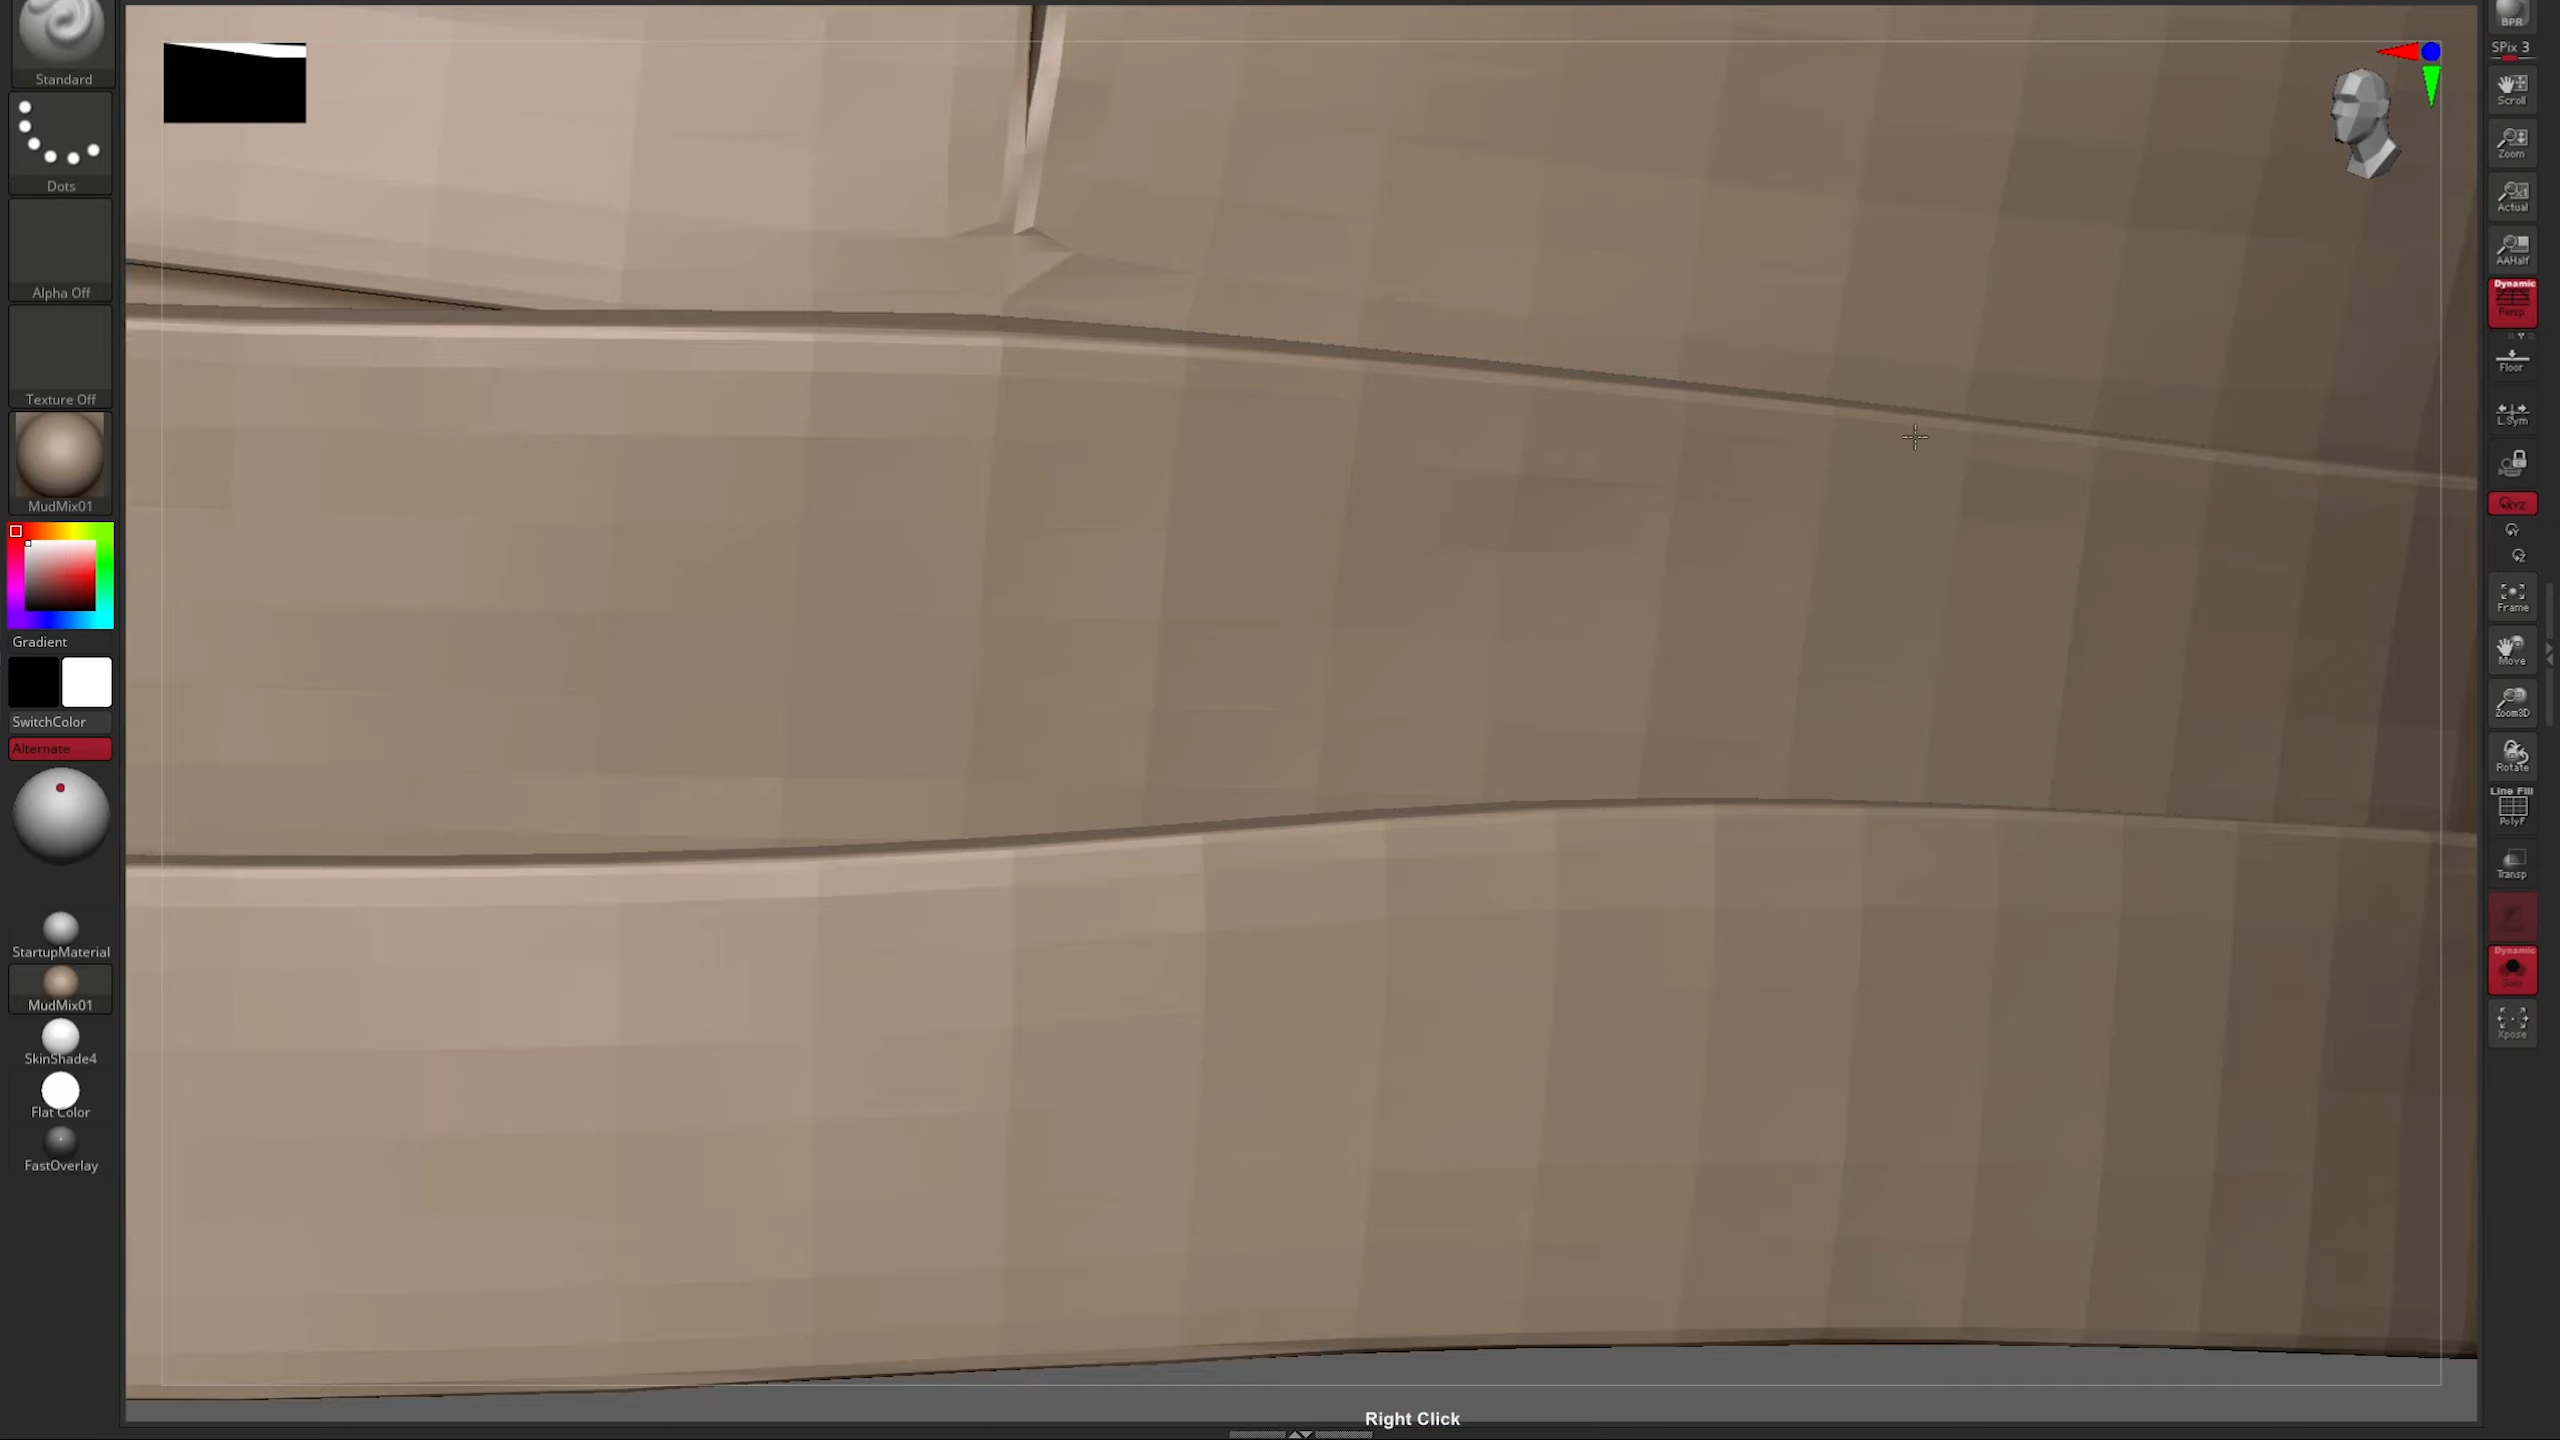 Standard
Dots
Alpha Off
Texture Off
MudMix01
Gradient
SwitchColor
Alternate
StartupMaterial
MudMix01
SkinShade4
Flat Color
FastOverlay
BPR
SPix 3
Scroll
Zoom
Actual
AAHalf
Dynamic
Persp
Floor
L.Sym
XYZ
Frame
Move
Zoom3D
Rotate
Line Fill
PolyF
Transp
Dynamic
Solo
Xpose
Right Click